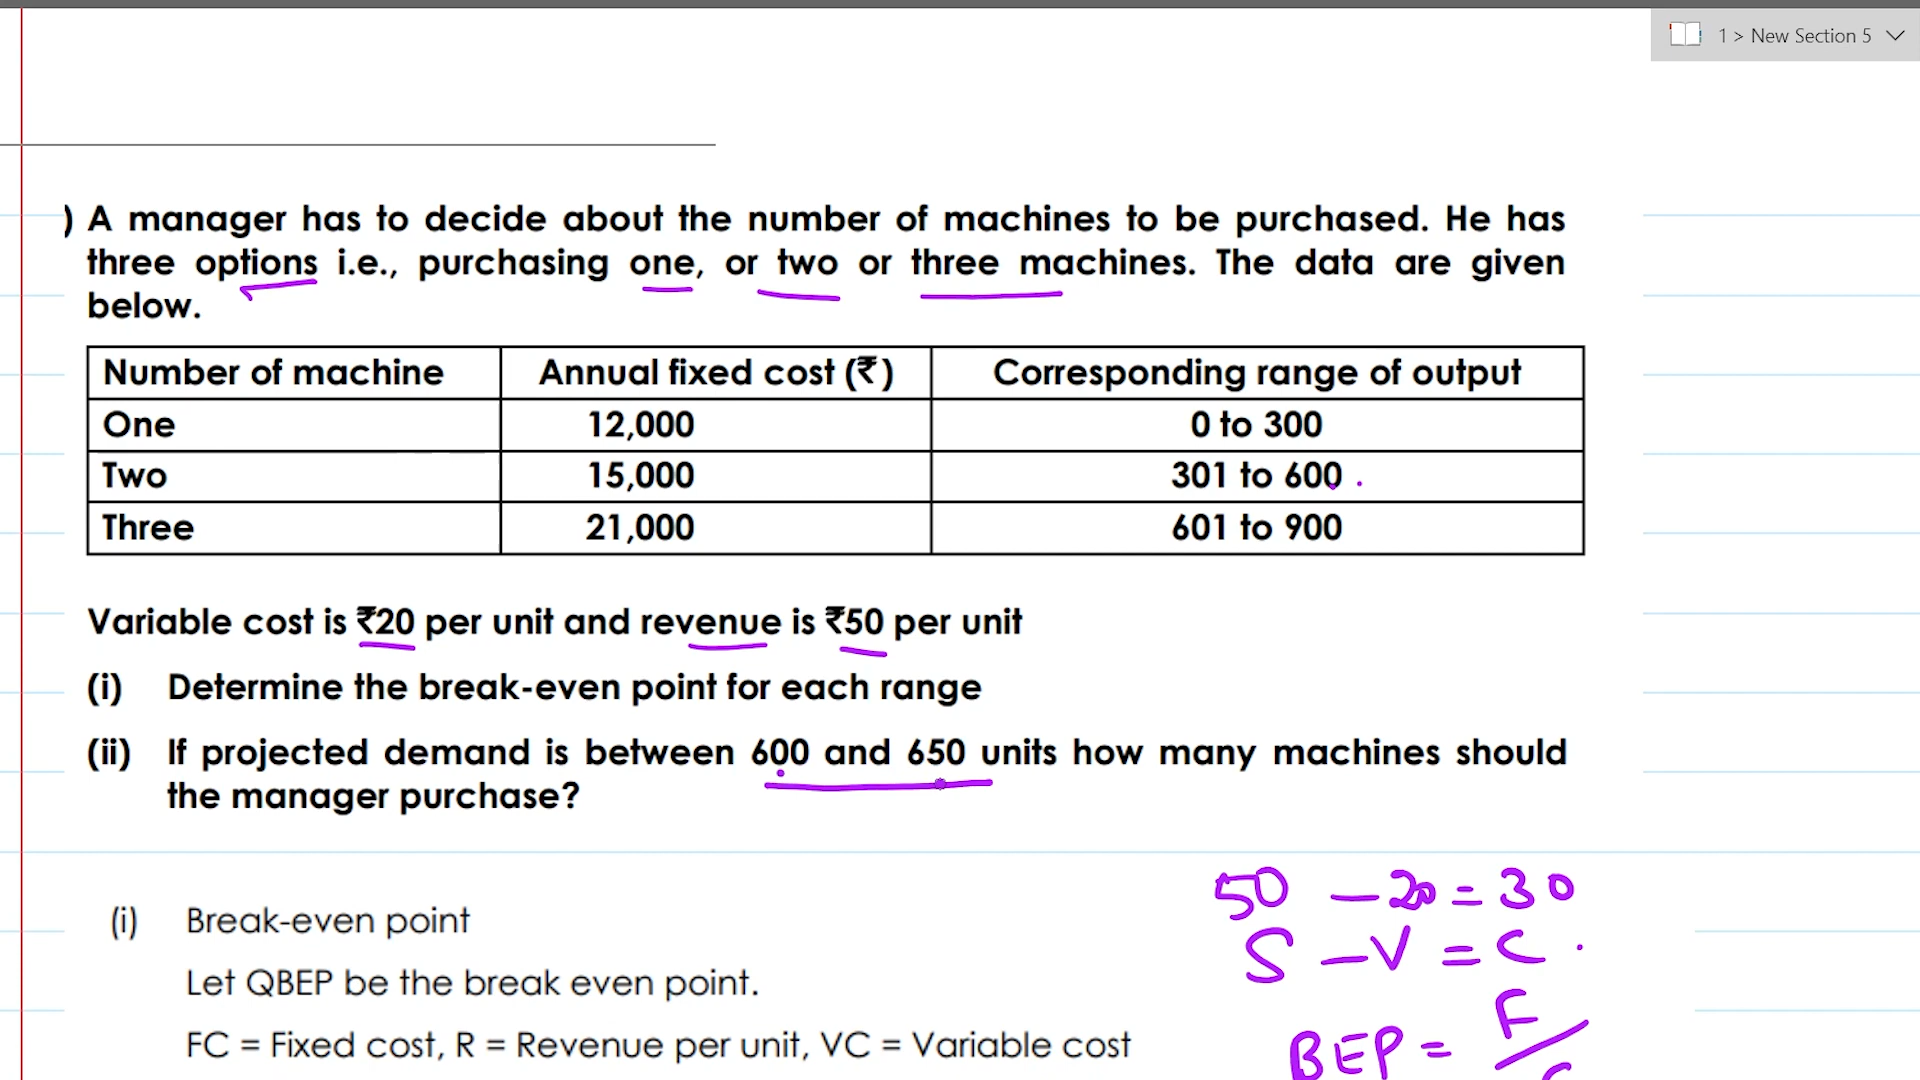 1 > New Section 5
) A manager has to decide about the number of machines to be purchased. He has
three options i.e., purchasing one, or two or three machines. The data are given
below.
Number of machine Annual fixed cost (₹) Corresponding range of output
One 12,000 0 to 300
Two 15,000 301 to 600
Three 21,000 601 to 900
Variable cost is ₹20 per unit and revenue is ₹50 per unit
(i) Determine the break-even point for each range
(ii) If projected demand is between 600 and 650 units how many machines should
the manager purchase?
50 - 20 = 30
(i) Break-even point
S - V = C
Let QBEP be the break even point.
FC = Fixed cost, R = Revenue per unit, VC = Variable cost
BEP = F/